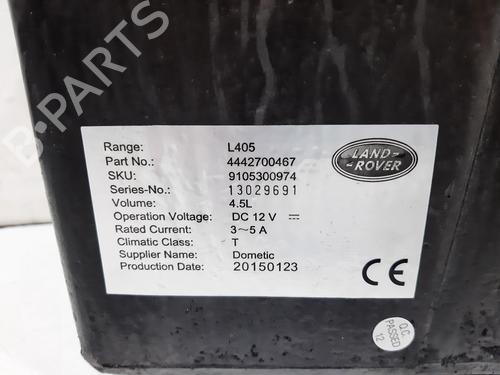 B-PARTS
Range: L405
Part No.: 4442700467
SKU: 9105300974
Series-No.: 13029691
Volume: 4.5L
Operation Voltage: DC 12 V ⎓
Rated Current: 3～5 A
Climatic Class: T
Supplier Name: Dometic
Production Date: 20150123
LAND-
-ROVER
CE
Q.C.
PASSED
12